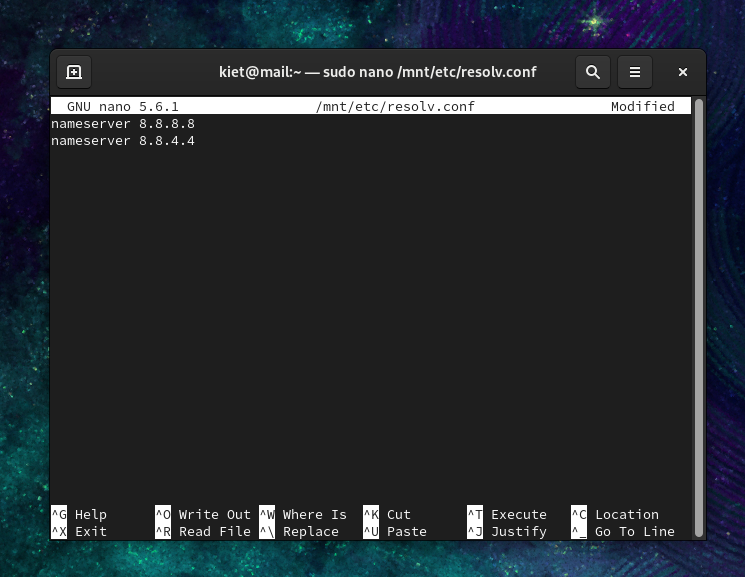 kiet@mail:~ — sudo nano /mnt/etc/resolv.conf
GNU nano 5.6.1 /mnt/etc/resolv.conf Modified
nameserver 8.8.8.8
nameserver 8.8.4.4
^G Help ^O Write Out ^W Where Is ^K Cut ^T Execute ^C Location
^X Exit ^R Read File ^\ Replace ^U Paste ^J Justify ^_ Go To Line